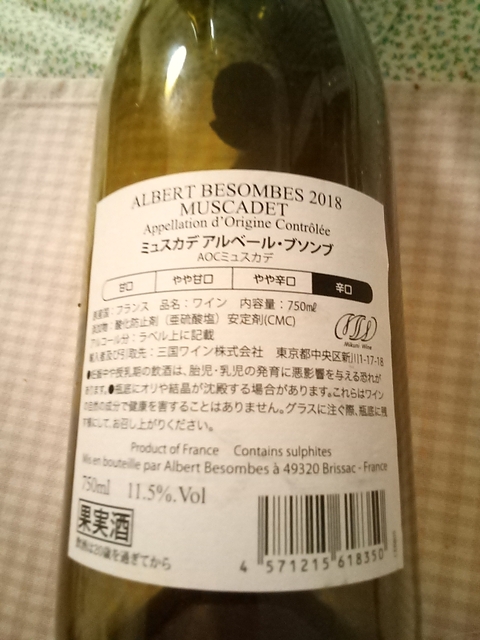 ALBERT BESOMBES 2018
MUSCADET
Appellation d'Origine Contrôlée
ミュスカデ アルベール・ブソンブ
AOCミュスカデ
甘口 やや甘口 やや辛口 辛口
フランス 品名：ワイン 内容量：750㎖
酸化防止剤（亜硫酸塩）安定剤(CMC)
アルコール分：ラベル上に記載
輸入者及び引取先：三国ワイン株式会社 東京都中央区新川1-17-18
Mikuni Wine
●妊娠中や授乳期の飲酒は、胎児・乳児の発育に悪影響を与える恐れが
あります。●瓶底にオリや結晶が沈殿する場合があります。これらはワイン
の自然の成分で健康を害することはありません。グラスに注ぐ際、瓶底に残
す様にして、お召し上がりください。
Product of France Contains sulphites
Mis en bouteille par Albert Besombes à 49320 Brissac - France
750ml 11.5%.Vol
果実酒
飲酒は20歳を過ぎてから
4 571215 618350